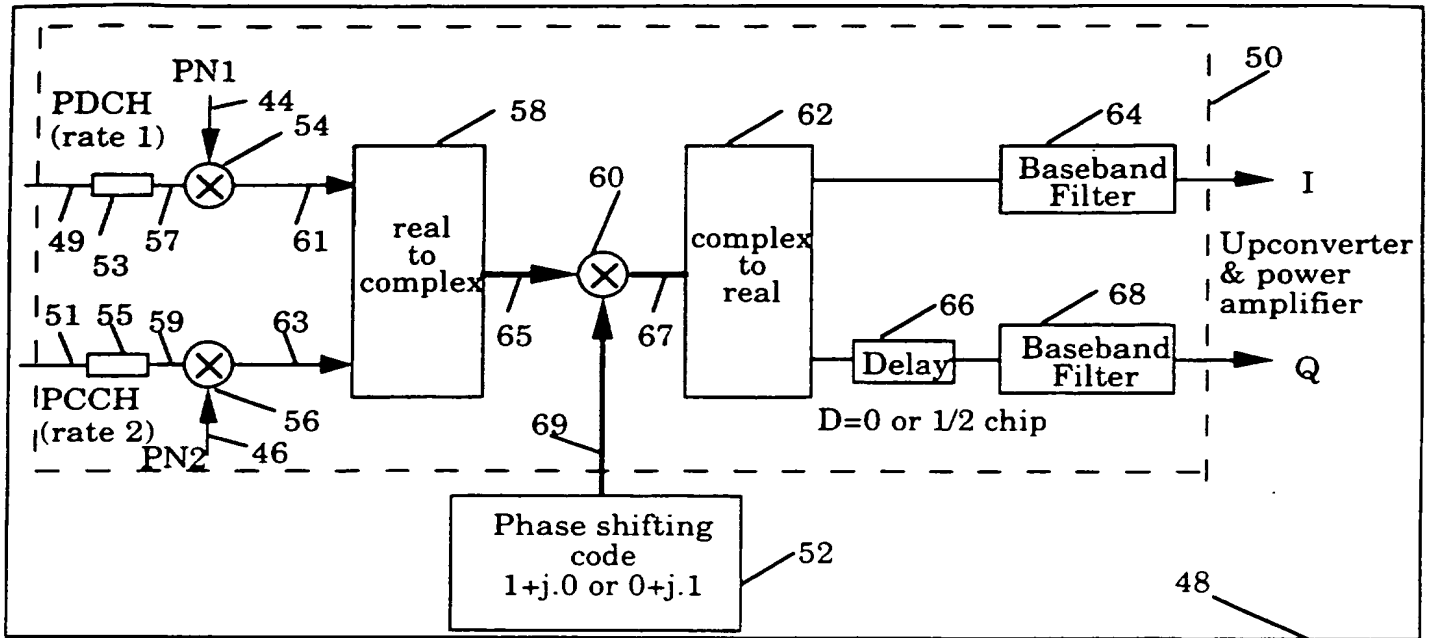 PN1
50
PDCH
(rate 1)
44
54
58
62
64
Baseband
Filter
I
60
49
53
57
61
real
to
complex
complex
to
real
Upconverter
& power
amplifier
51
55
59
63
65
67
66
68
Delay
Baseband
Filter
Q
PCCH
(rate 2)
56
46
PN2
69
D=0 or 1/2 chip
Phase shifting
code
1+j.0 or 0+j.1
52
48